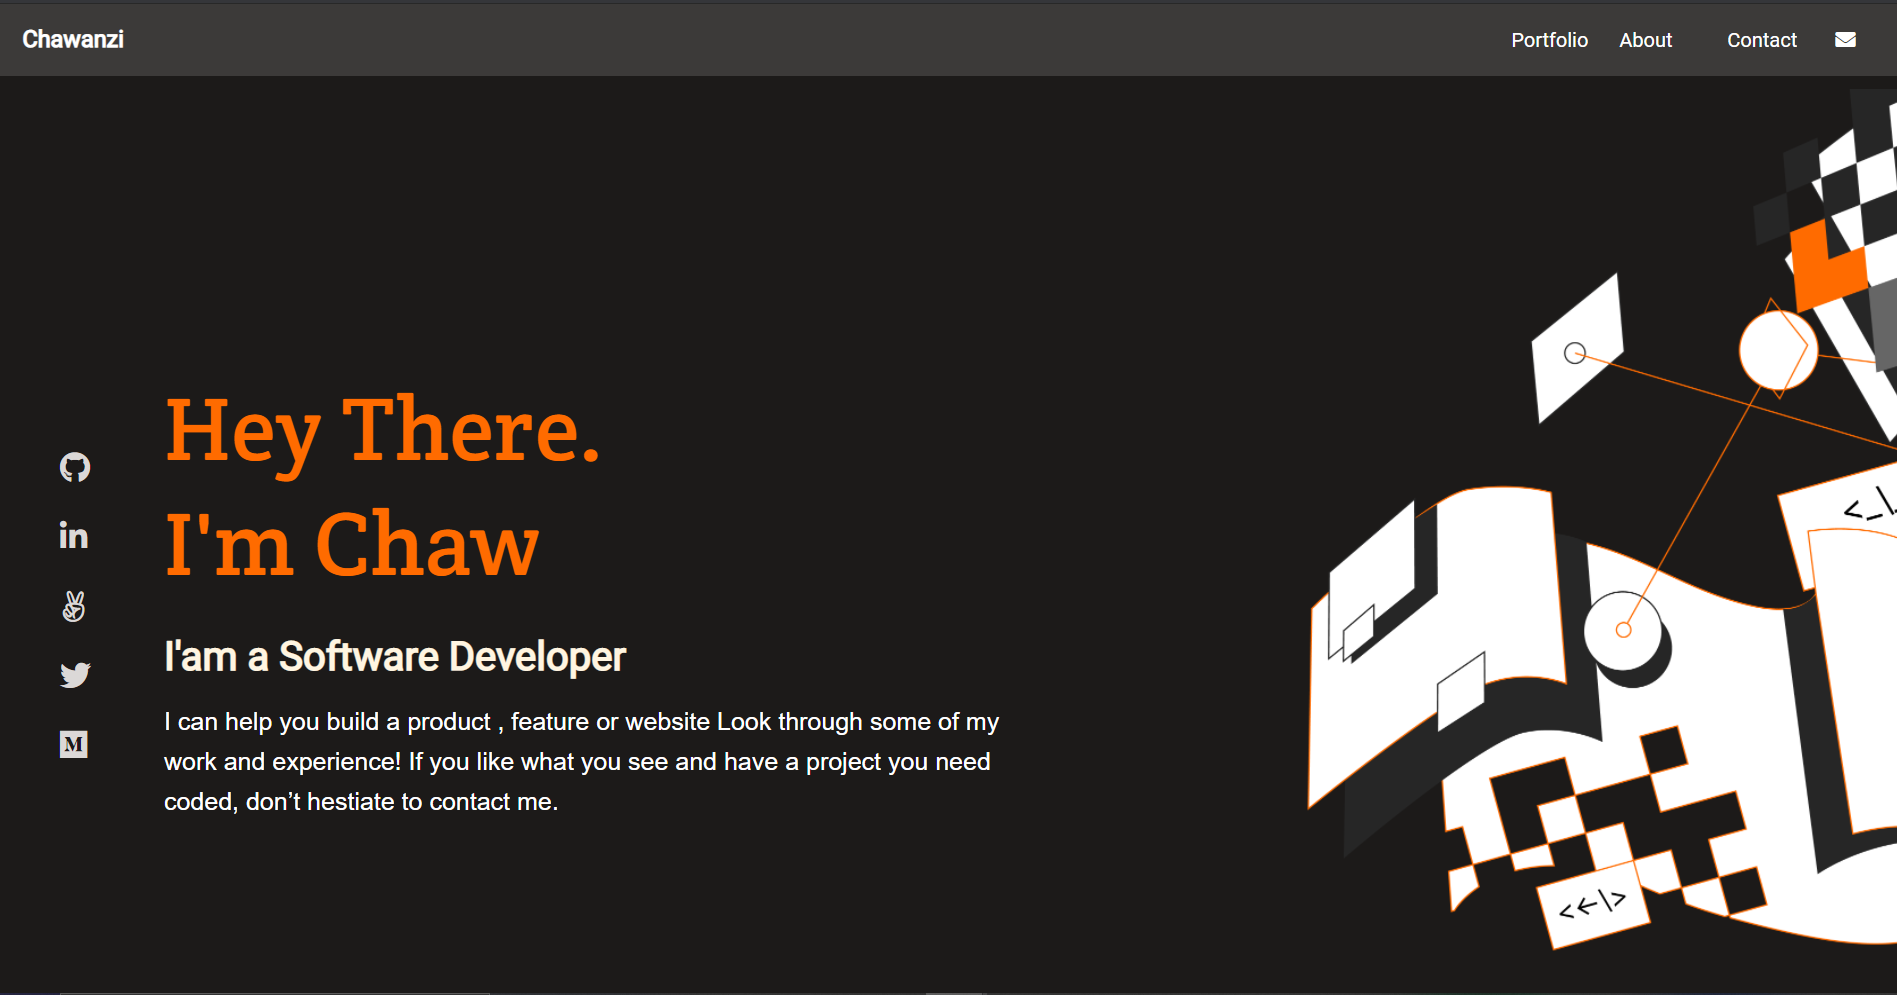 Chawanzi
Portfolio About Contact
Hey There.
I'm Chaw
I'am a Software Developer
I can help you build a product , feature or website Look through some of my
work and experience! If you like what you see and have a project you need
coded, don’t hestiate to contact me.
in
M
<_\
<←\>